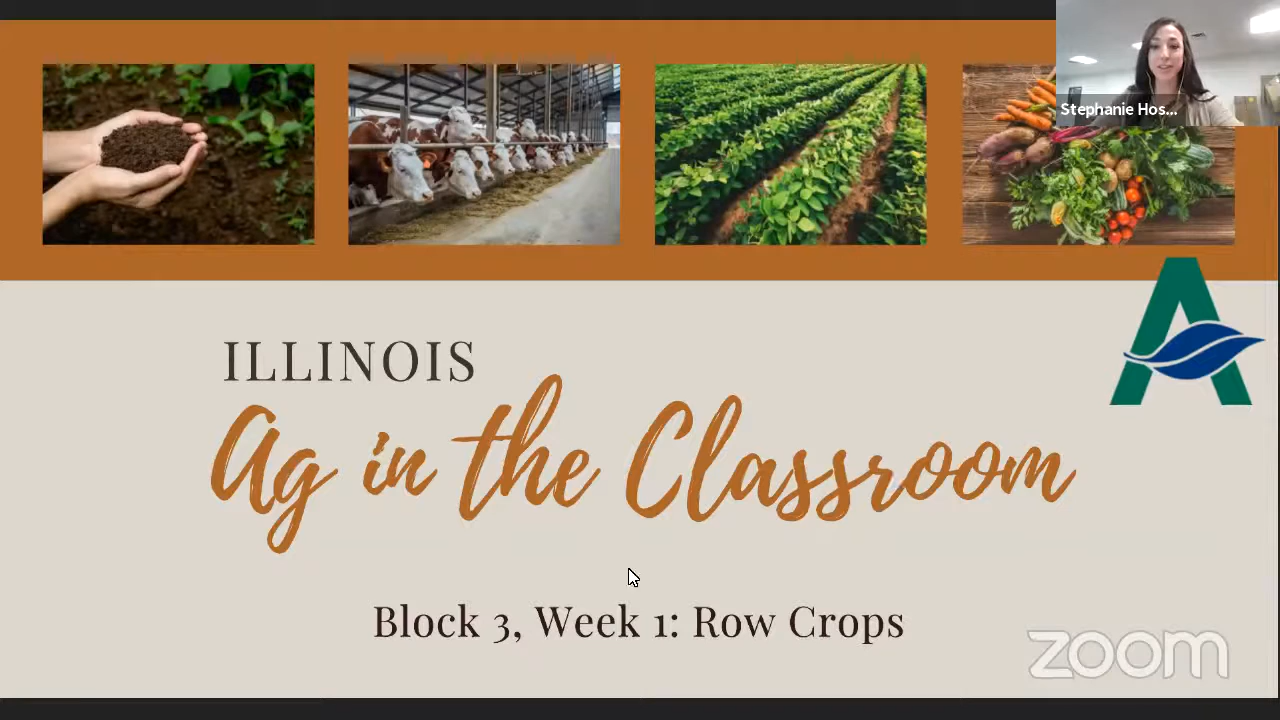 Stephanie Hos...
ILLINOIS
Ag in the Classroom
Block 3, Week 1: Row Crops
zoom